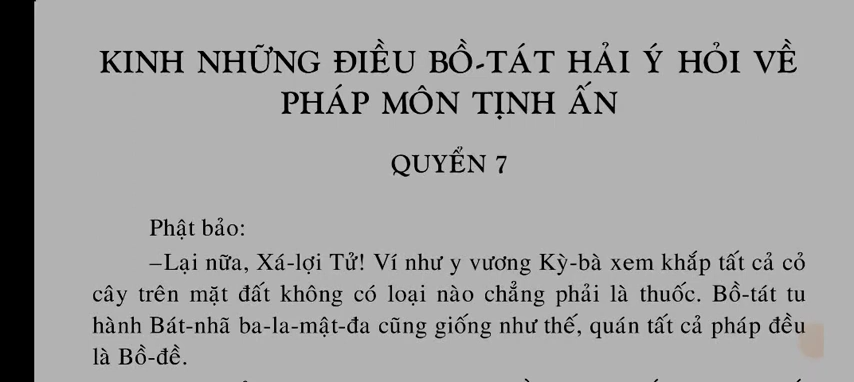 KINH NHỮNG ĐIỀU BỒ-TÁT HẢI Ý HỎI VỀ
PHÁP MÔN TỊNH ẤN
QUYỂN 7
Phật bảo:
–Lại nữa, Xá-lợi Tử! Ví như y vương Kỳ-bà xem khắp tất cả cỏ
cây trên mặt đất không có loại nào chẳng phải là thuốc. Bồ-tát tu
hành Bát-nhã ba-la-mật-đa cũng giống như thế, quán tất cả pháp đều
là Bồ-đề.